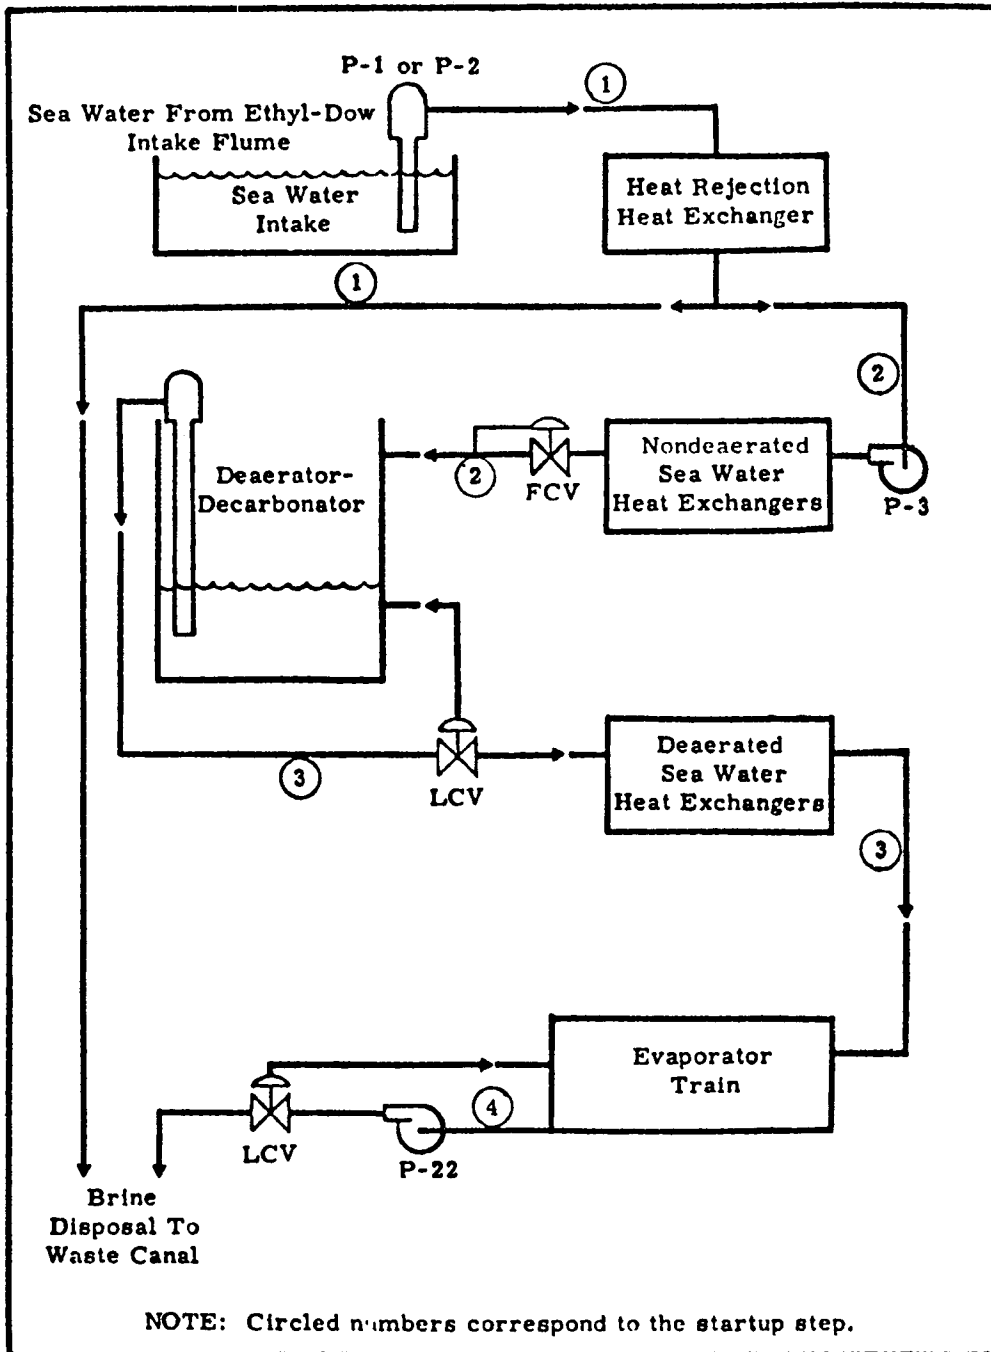 P-1 or P-2
1
Sea Water From Ethyl-Dow
Intake Flume
Sea Water
Intake
Heat Rejection
Heat Exchanger
1
2
Deaerator-
Decarbonator
2
FCV
Nondeaerated
Sea Water
Heat Exchangers
P-3
3
LCV
Deaerated
Sea Water
Heat Exchangers
3
Evaporator
Train
4
LCV
P-22
Brine
Disposal To
Waste Canal
NOTE: Circled numbers correspond to the startup step.